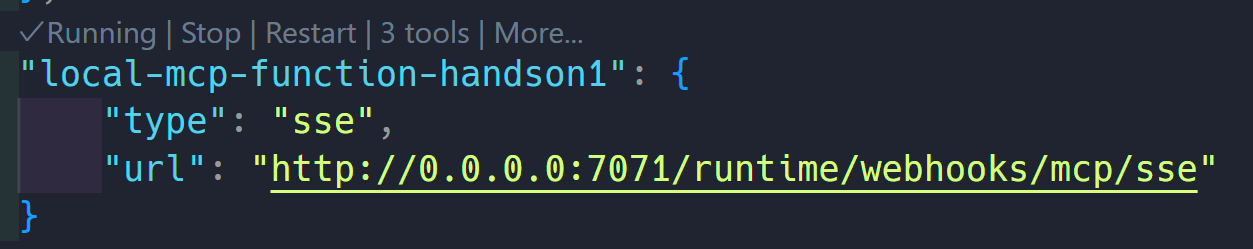 ✓Running | Stop | Restart | 3 tools | More...
"local-mcp-function-handson1": {
    "type": "sse",
    "url": "http://0.0.0.0:7071/runtime/webhooks/mcp/sse"
}